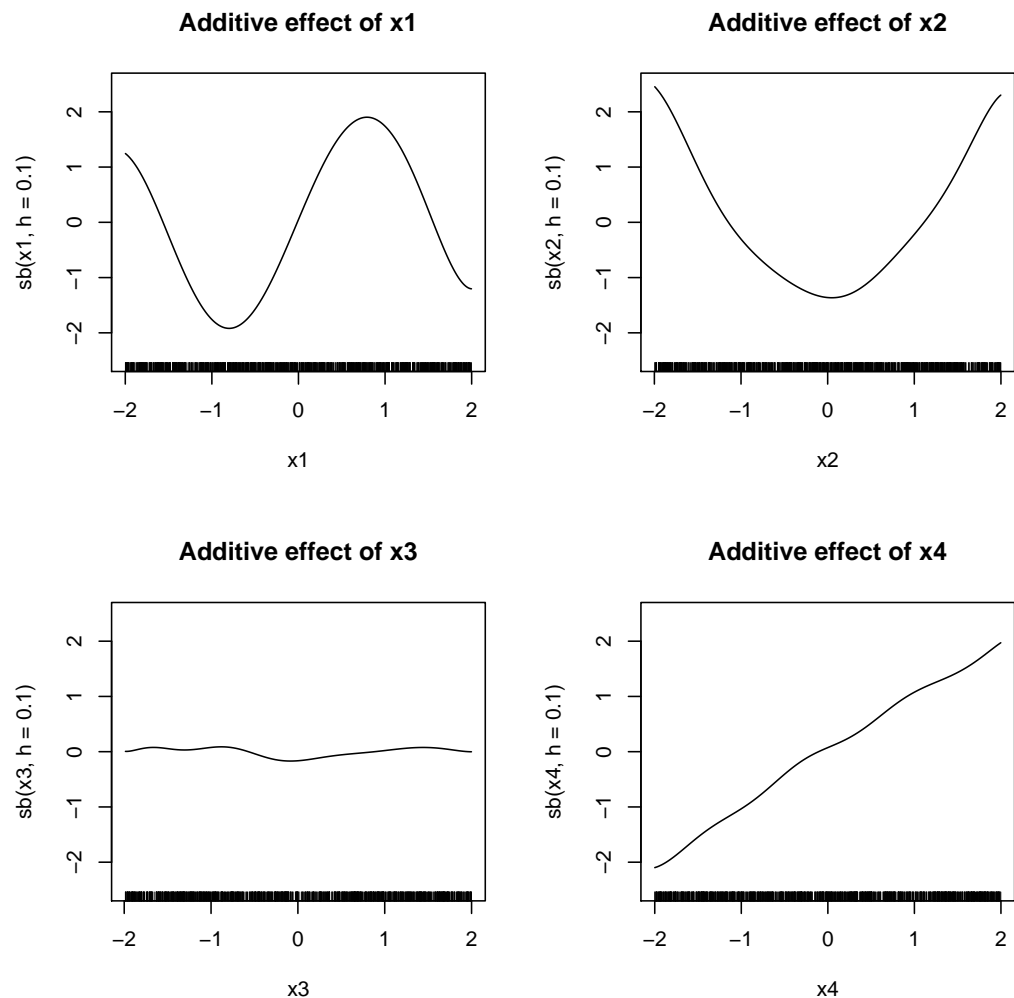 Additive effect of x1
2
1
0
−1
−2
sb(x1, h = 0.1)
−2 −1 0 1 2
x1
Additive effect of x2
2
1
0
−1
−2
sb(x2, h = 0.1)
−2 −1 0 1 2
x2
Additive effect of x3
2
1
0
−1
−2
sb(x3, h = 0.1)
−2 −1 0 1 2
x3
Additive effect of x4
2
1
0
−1
−2
sb(x4, h = 0.1)
−2 −1 0 1 2
x4